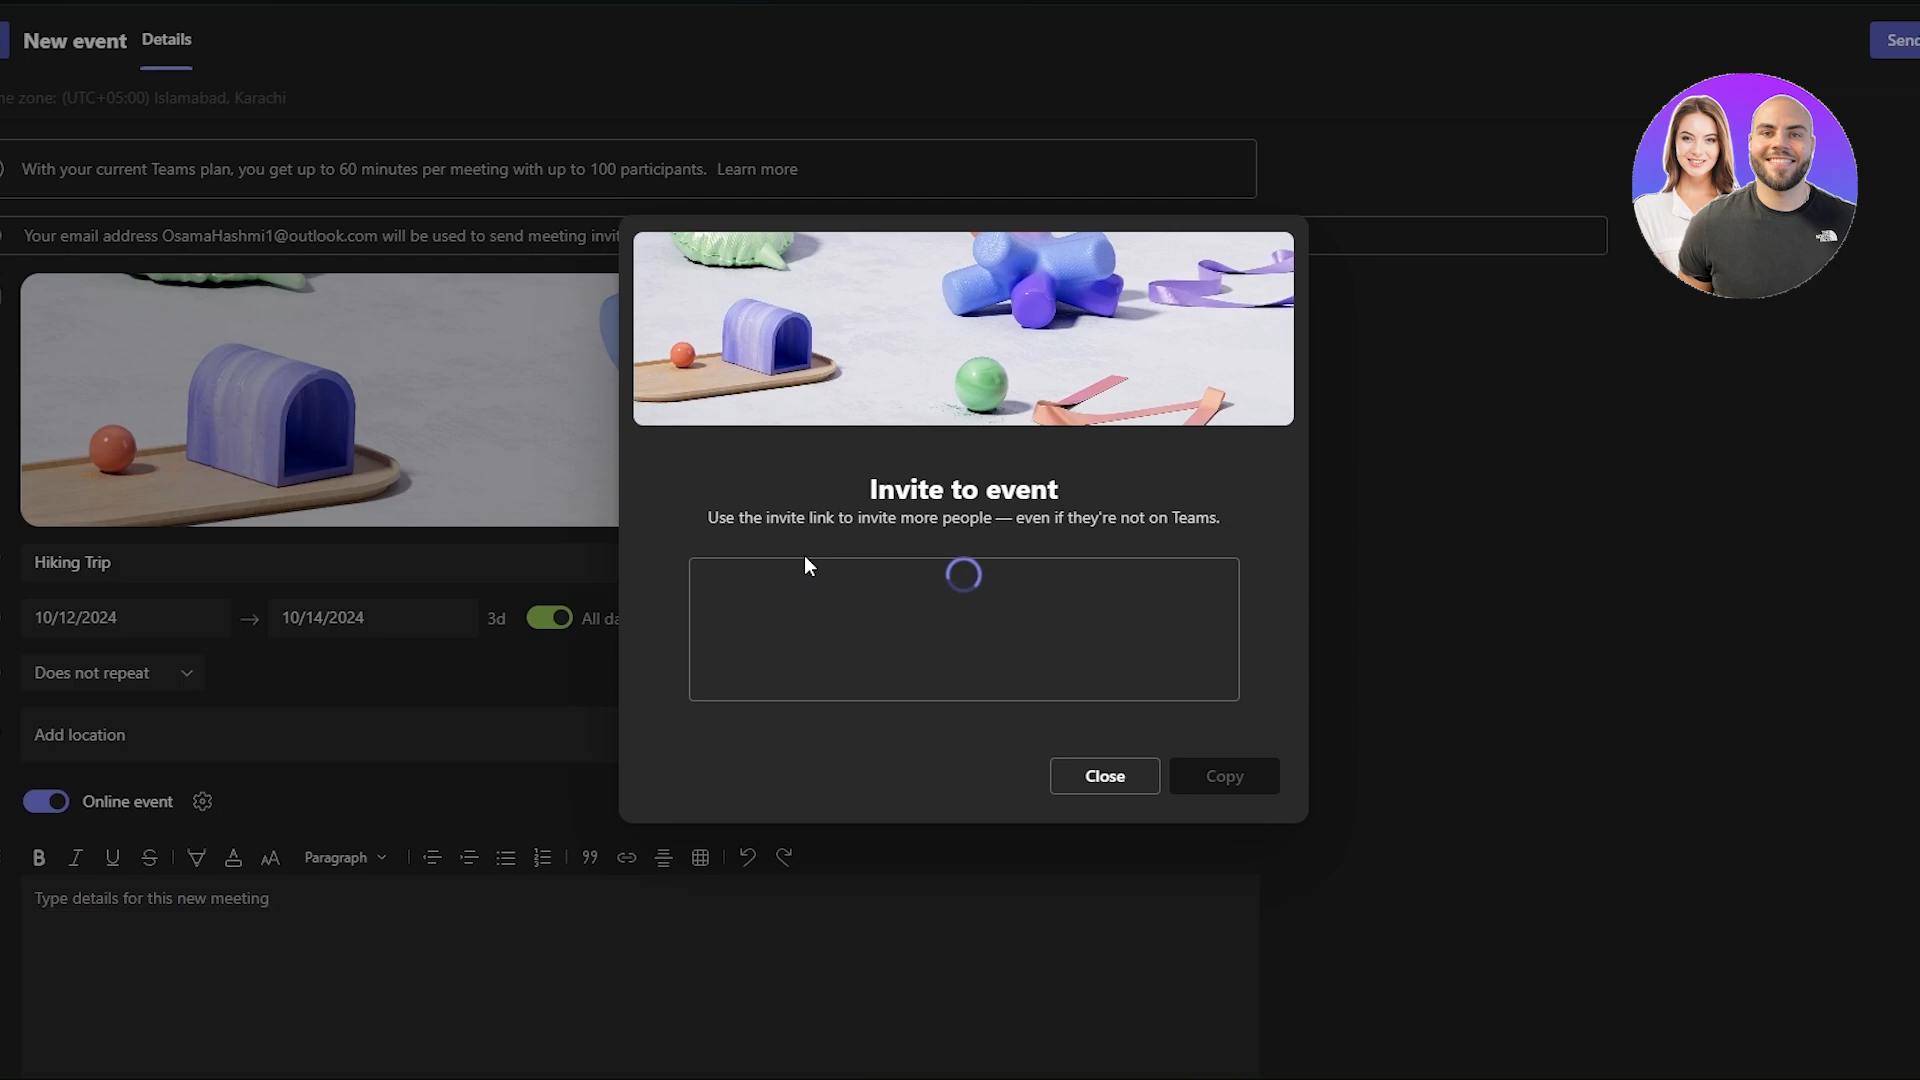 New event Details
Send
ne zone: (UTC+05:00) Islamabad, Karachi
With your current Teams plan, you get up to 60 minutes per meeting with up to 100 participants. Learn more
Your email address OsamaHashmi1@outlook.com will be used to send meeting invit
Invite to event
Use the invite link to invite more people — even if they're not on Teams.
Hiking Trip
10/12/2024 → 10/14/2024 3d All da
Does not repeat
Add location
Close Copy
Online event
Paragraph
Type details for this new meeting